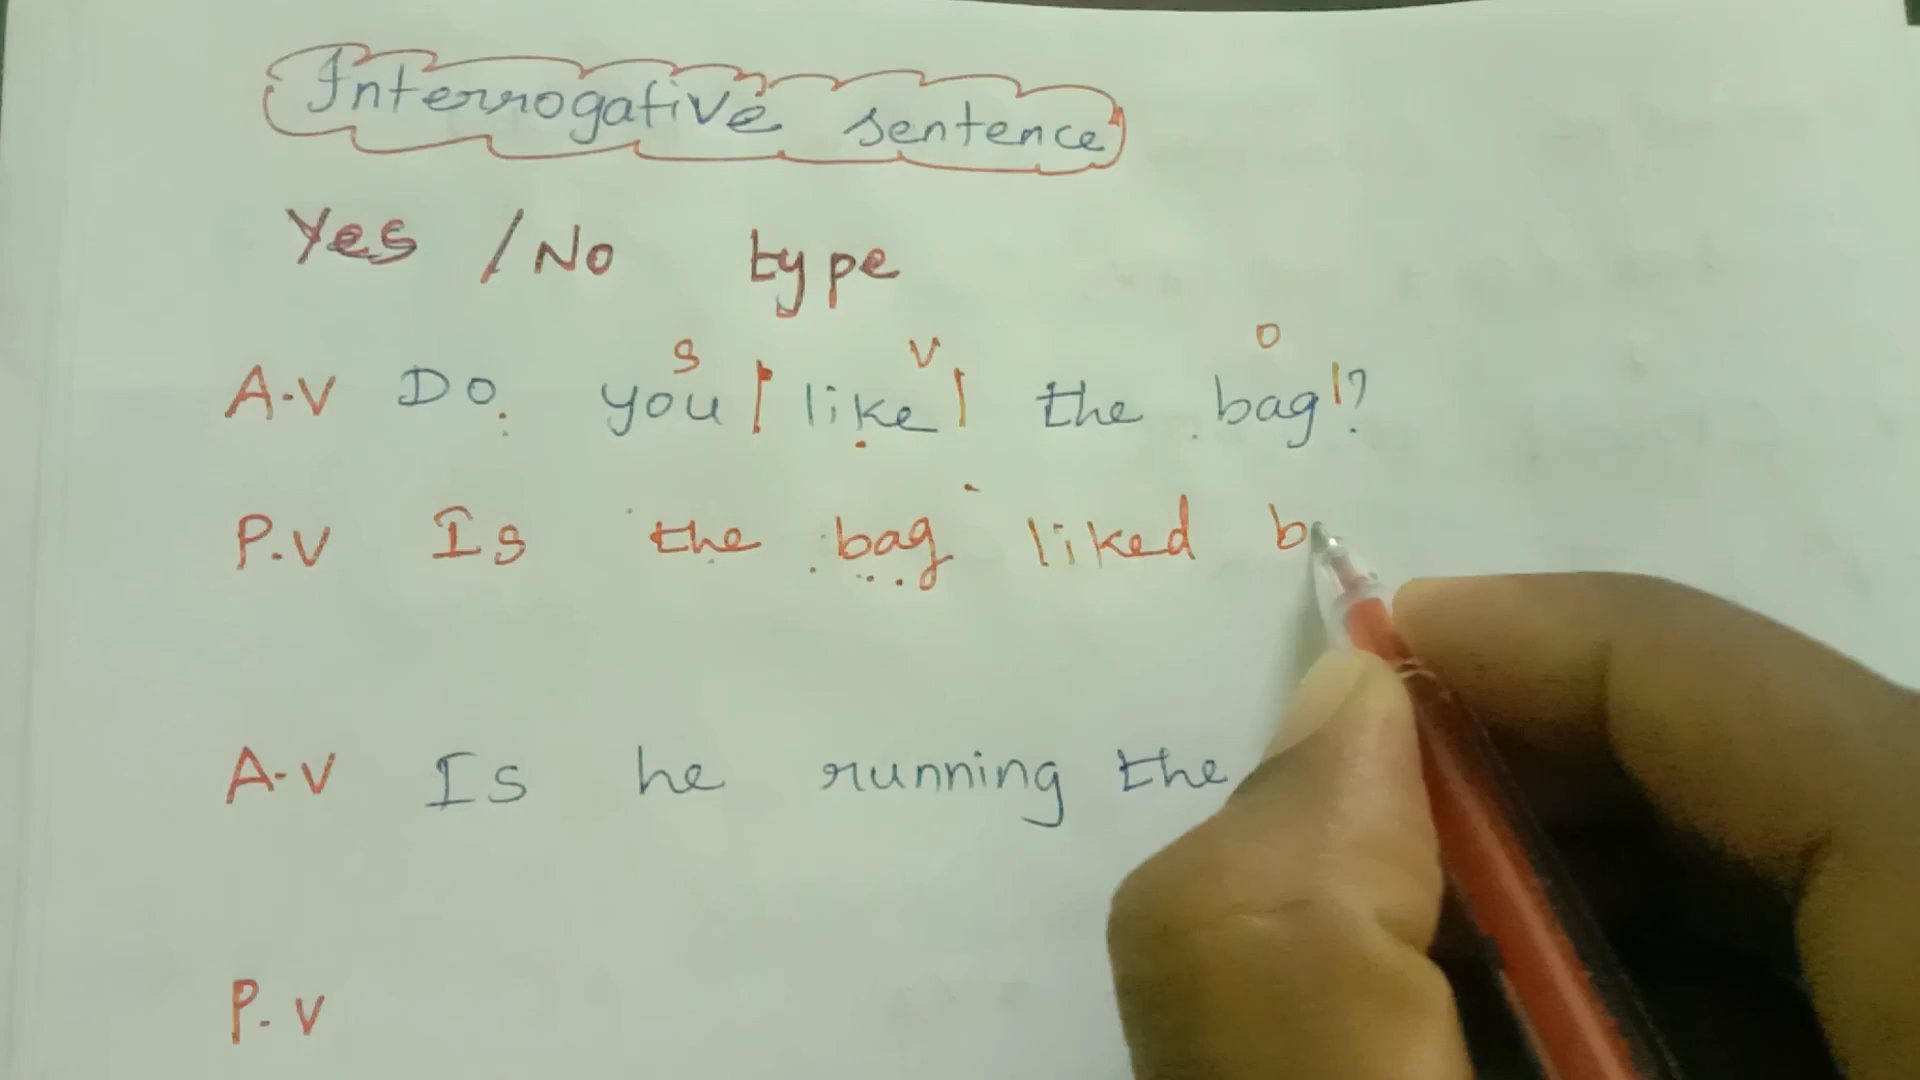 Interrogative sentence
Yes / No type
S V O
A.V Do you | like | the bag |?
P.V Is the bag liked b
A-V Is he running the
P. V